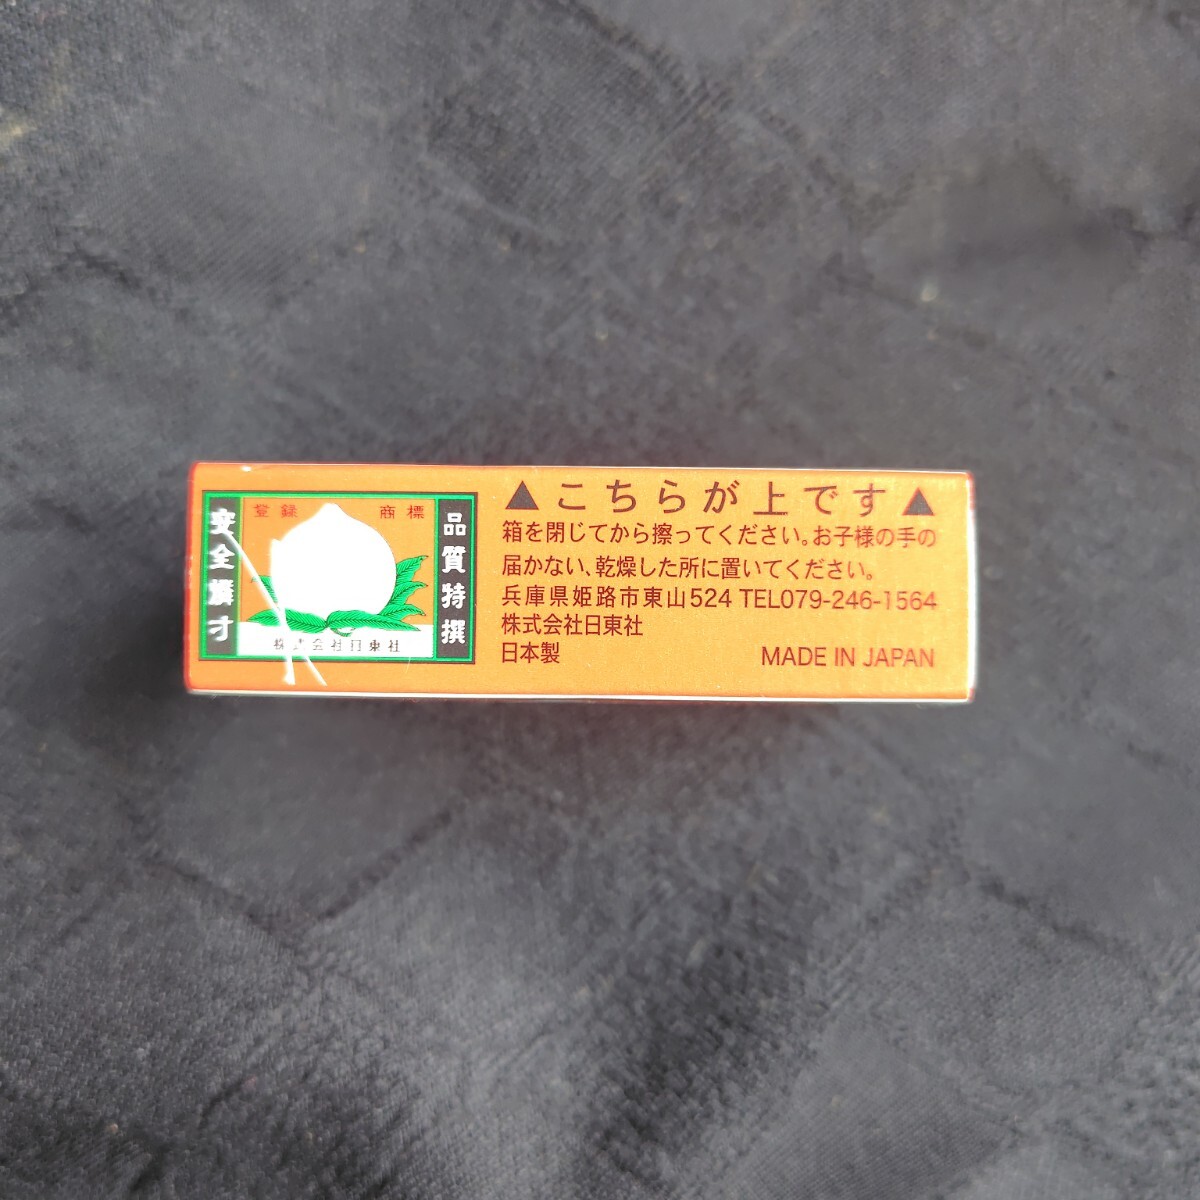 安全燐寸
登録 商標
株式会社日東社
品質特撰
▲こちらが上です▲
箱を閉じてから擦ってください。お子様の手の
届かない、乾燥した所に置いてください。
兵庫県姫路市東山524 TEL079-246-1564
株式会社日東社
日本製 MADE IN JAPAN